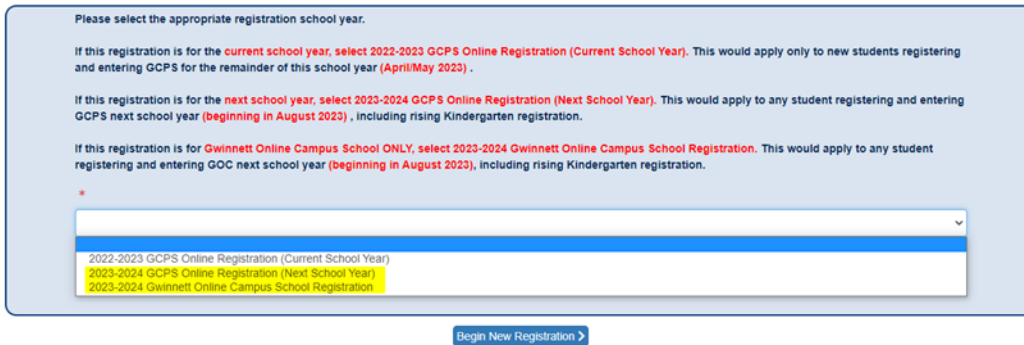 Please select the appropriate registration school year.
If this registration is for the current school year, select 2022-2023 GCPS Online Registration (Current School Year). This would apply only to new students registering
and entering GCPS for the remainder of this school year (April/May 2023) .
If this registration is for the next school year, select 2023-2024 GCPS Online Registration (Next School Year). This would apply to any student registering and entering
GCPS next school year (beginning in August 2023) , including rising Kindergarten registration.
If this registration is for Gwinnett Online Campus School ONLY, select 2023-2024 Gwinnett Online Campus School Registration. This would apply to any student
registering and entering GOC next school year (beginning in August 2023), including rising Kindergarten registration.
*
2022-2023 GCPS Online Registration (Current School Year)
2023-2024 GCPS Online Registration (Next School Year)
2023-2024 Gwinnett Online Campus School Registration
Begin New Registration >